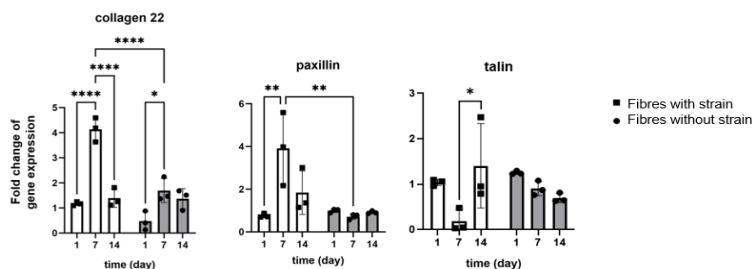 collagen 22
****
****
****
*
Fold change of
gene expression
5
4
3
2
1
0
1 7 14 1 7 14
time (day)
paxillin
**
**
6
4
2
0
1 7 14 1 7 14
time (day)
talin
*
3
2
1
0
1 7 14 1 7 14
time (day)
Fibres with strain
Fibres without strain